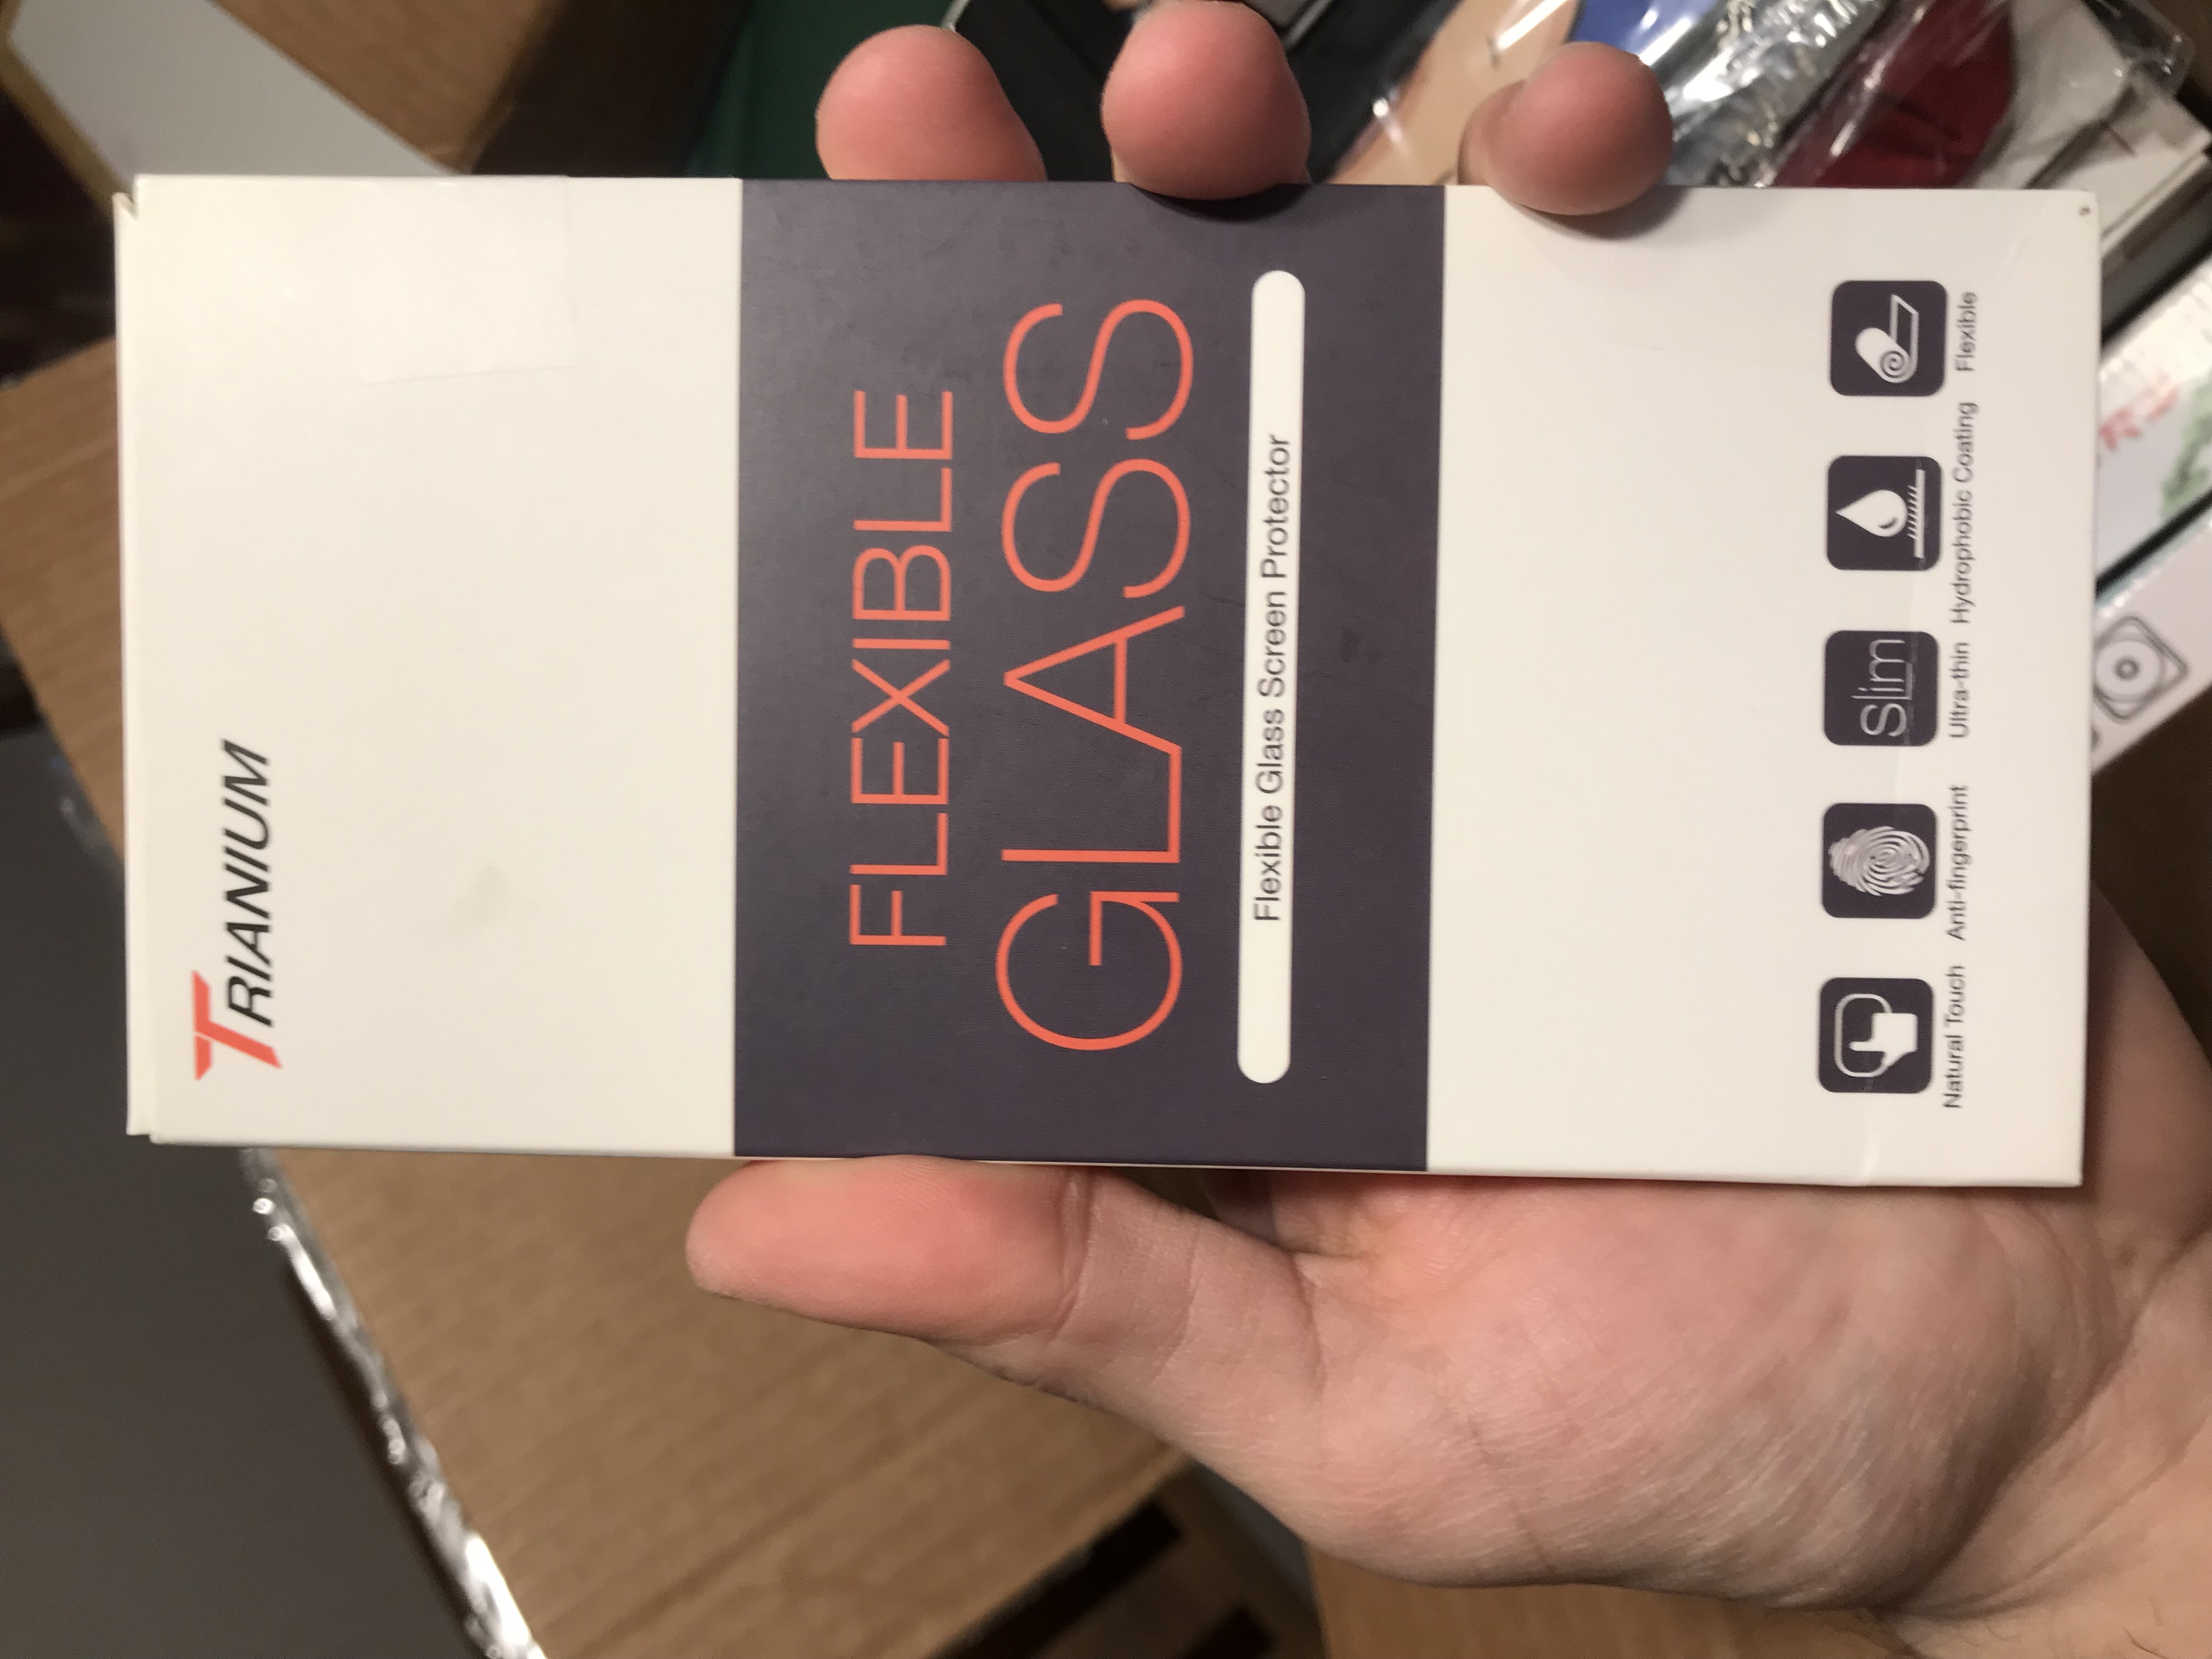 TRIANIUM
FLEXIBLE
GLASS
Flexible Glass Screen Protector
Slim
Natural Touch
Anti-fingerprint
Ultra-thin
Hydrophobic Coating
Flexible